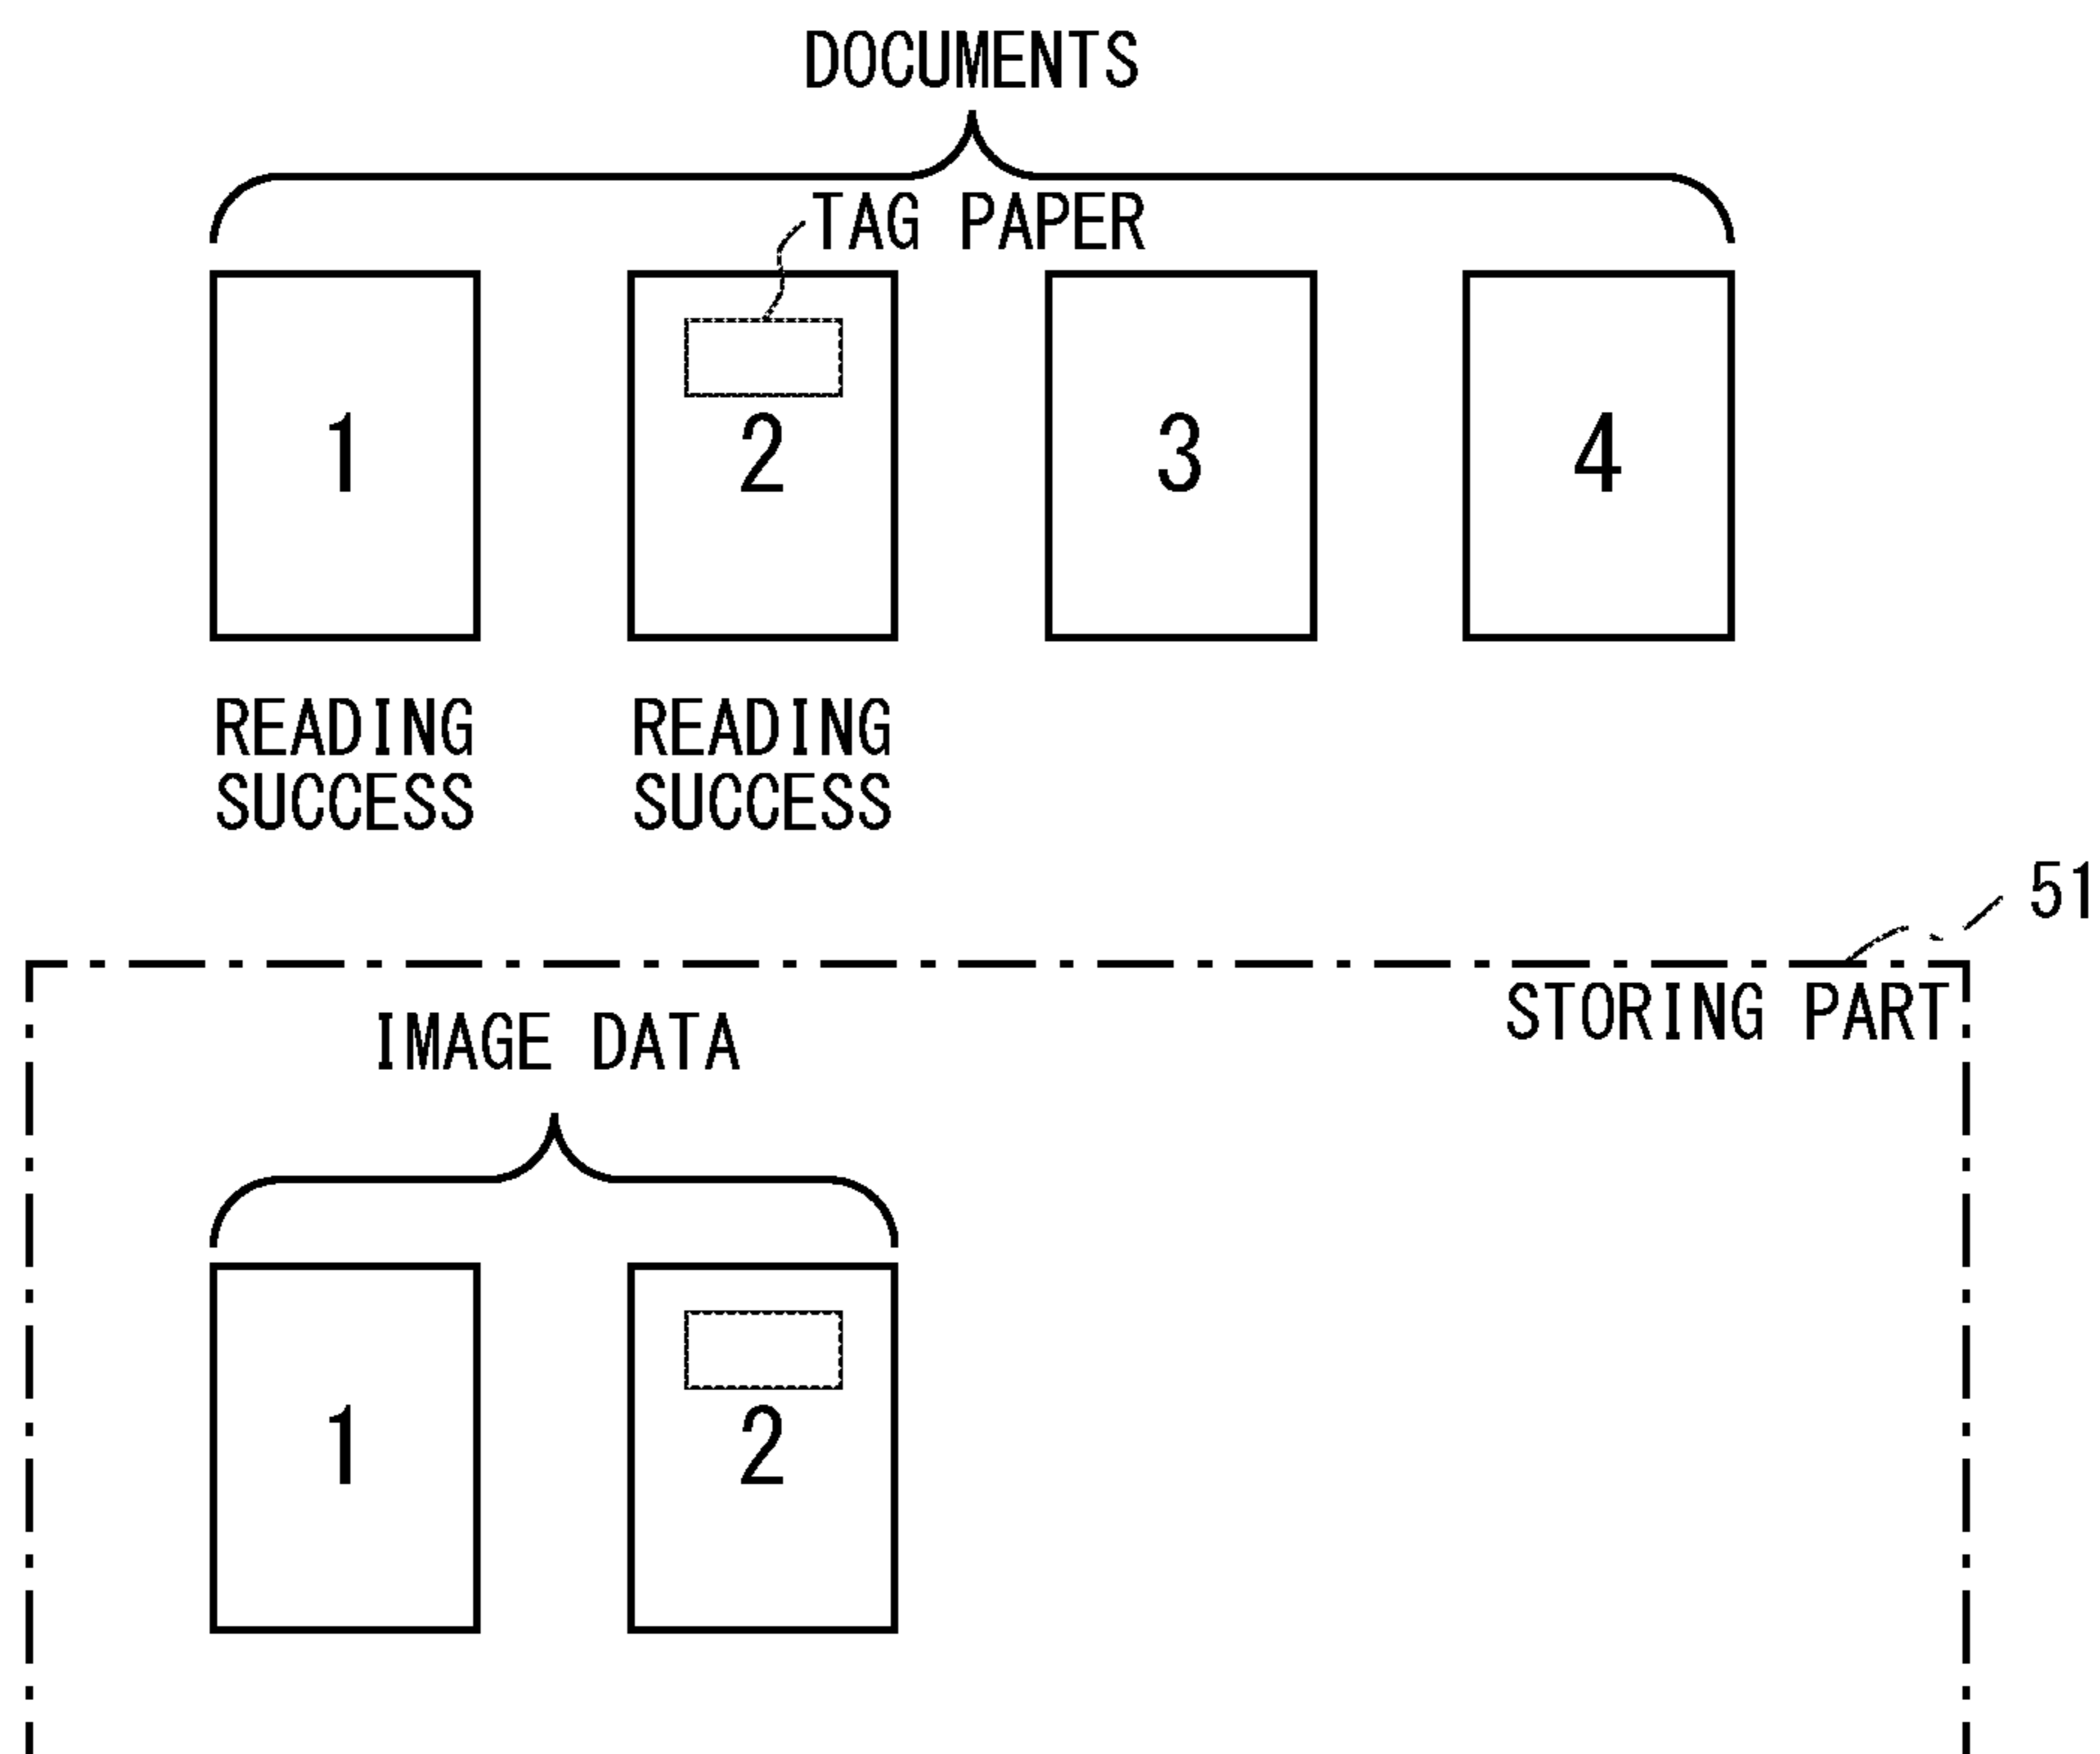 DOCUMENTS
TAG PAPER
1 2 3 4
READING READING
SUCCESS SUCCESS
51
STORING PART
IMAGE DATA
1 2